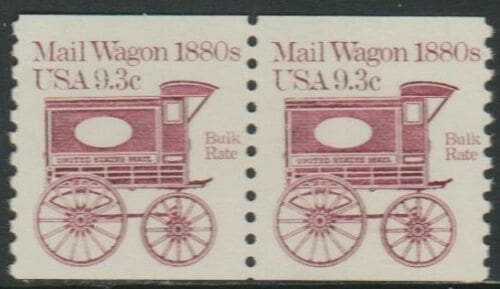 Mail Wagon 1880s
USA 9.3c
Bulk
Rate
UNITED STATES MAIL
Mail Wagon 1880s
USA 9.3c
Bulk
Rate
UNITED STATES MAIL